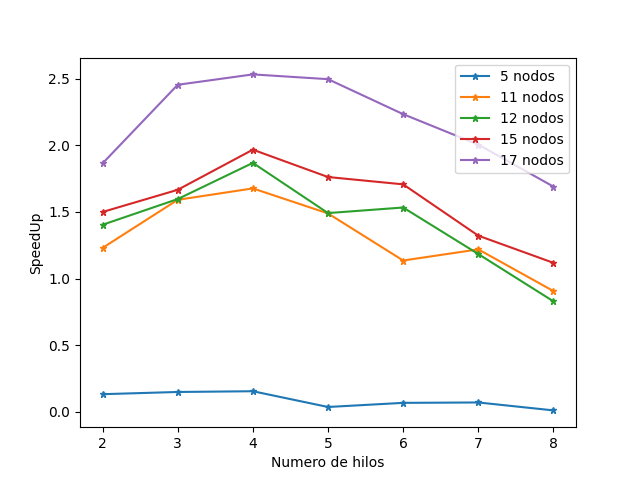 5 nodos
11 nodos
12 nodos
15 nodos
17 nodos
2.5
2.0
1.5
1.0
0.5
0.0
SpeedUp
2 3 4 5 6 7 8
Numero de hilos